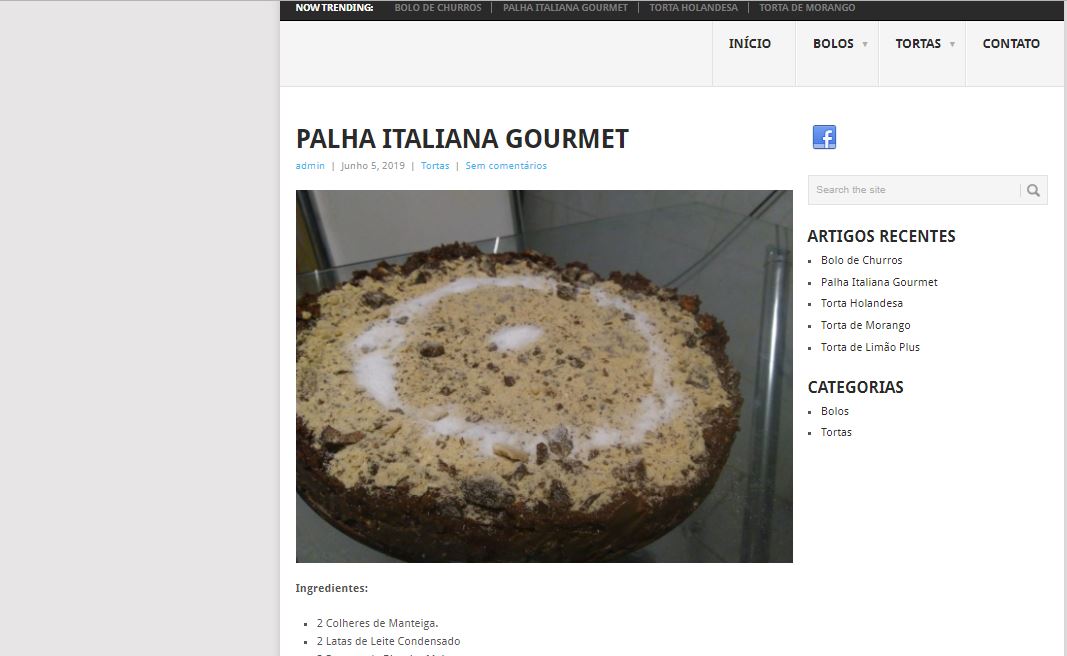 NOW TRENDING: BOLO DE CHURROS | PALHA ITALIANA GOURMET | TORTA HOLANDESA | TORTA DE MORANGO
INÍCIO BOLOS TORTAS CONTATO
PALHA ITALIANA GOURMET
admin | Junho 5, 2019 | Tortas | Sem comentários
Search the site
ARTIGOS RECENTES
Bolo de Churros
Palha Italiana Gourmet
Torta Holandesa
Torta de Morango
Torta de Limão Plus
CATEGORIAS
Bolos
Tortas
Ingredientes:
2 Colheres de Manteiga.
2 Latas de Leite Condensado